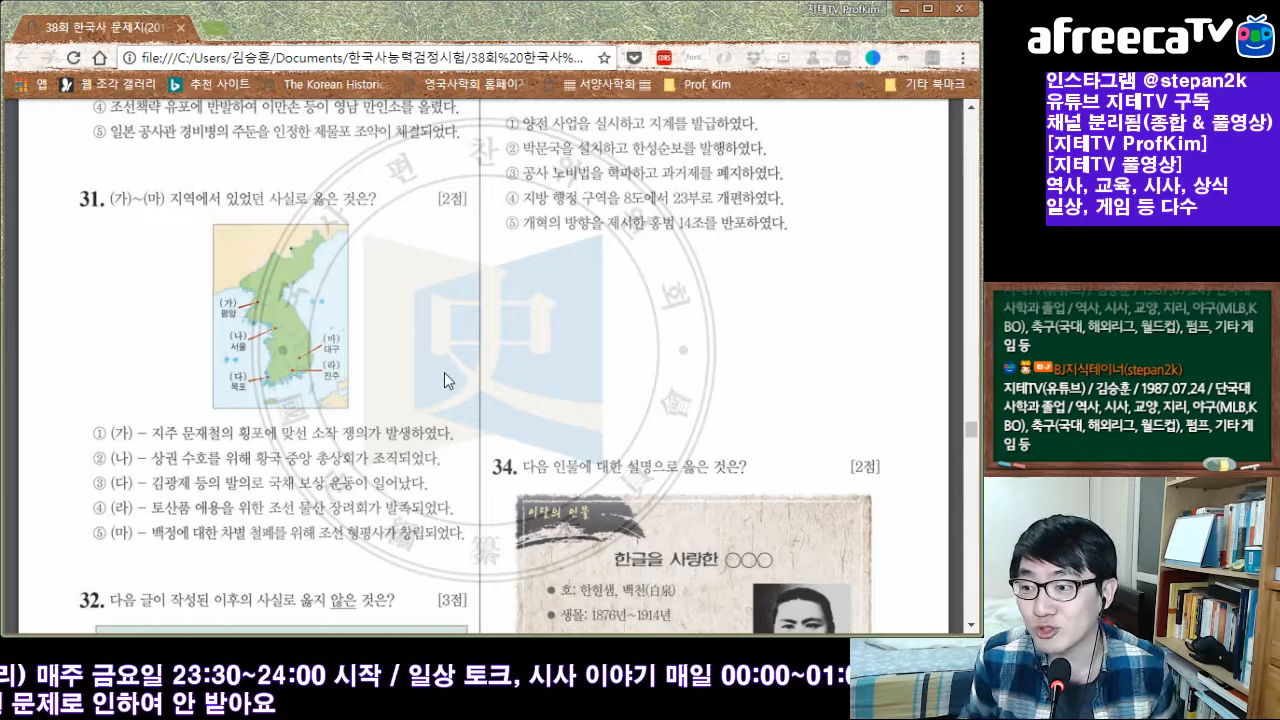 지테TV ProfKim
38회 한국사 문제지(201
file:///C:/Users/김승훈/Documents/한국사능력검정시험/38회%20한국사%...
앱
웹 조각 갤러리
추천 사이트
The Korean Historic
영국사학회 홈페이지
서양사학회
Prof. Kim
기타 북마크
④ 조선책략 유포에 반발하여 이만손 등이 영남 만인소를 올렸다.
⑤ 일본 공사관 경비병의 주둔을 인정한 제물포 조약이 체결되었다.
31. (가)~(마) 지역에서 있었던 사실로 옳은 것은? [2점]
(가)
평양
(나)
서울
(다)
목포
(마)
대구
(라)
진주
① (가) - 지주 문재철의 횡포에 맞선 소작 쟁의가 발생하였다.
② (나) - 상권 수호를 위해 황국 중앙 총상회가 조직되었다.
③ (다) - 김광제 등의 발의로 국채 보상 운동이 일어났다.
④ (라) - 토산품 애용을 위한 조선 물산 장려회가 발족되었다.
⑤ (마) - 백정에 대한 차별 철폐를 위해 조선 형평사가 창립되었다.
32. 다음 글이 작성된 이후의 사실로 옳지 않은 것은? [3점]
① 양전 사업을 실시하고 지계를 발급하였다.
② 박문국을 설치하고 한성순보를 발행하였다.
③ 공사 노비법을 혁파하고 과거제를 폐지하였다.
④ 지방 행정 구역을 8도에서 23부로 개편하였다.
⑤ 개혁의 방향을 제시한 홍범 14조를 반포하였다.
34. 다음 인물에 대한 설명으로 옳은 것은? [2점]
이달의 인물
한글을 사랑한 ○○○
● 호: 한힌샘, 백천(白泉)
● 생몰: 1876년~1914년
史
afreecaTV
인스타그램 @stepan2k
유튜브 지테TV 구독
채널 분리됨(종합 & 풀영상)
[지테TV ProfKim]
[지테TV 풀영상]
역사, 교육, 시사, 상식
일상, 게임 등 다수
지테TV(유튜브) / 김승훈 / 1987.07.24 / 단국대
사학과 졸업 / 역사, 시사, 교양, 지리, 야구(MLB,K
BO), 축구(국대, 해외리그, 월드컵), 펌프, 기타 게
임 등
BJ지식테이너(stepan2k)
지테TV(유튜브) / 김승훈 / 1987.07.24 / 단국대
사학과 졸업 / 역사, 시사, 교양, 지리, 야구(MLB,K
BO), 축구(국대, 해외리그, 월드컵), 펌프, 기타 게
임 등
리) 매주 금요일 23:30~24:00 시작 / 일상 토크, 시사 이야기 매일 00:00~01:0
문제로 인하여 안 받아요